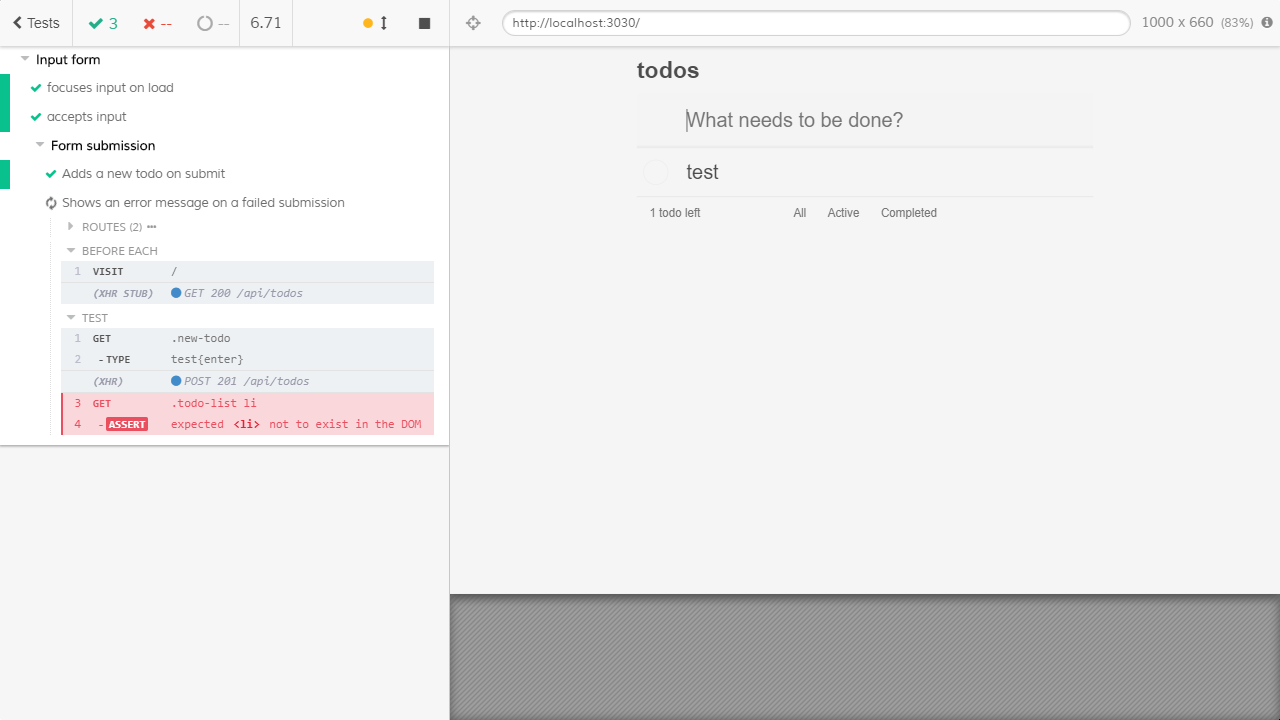 Tests 3 -- -- 6.71
http://localhost:3030/ 1000 x 660 (83%)
Input form
focuses input on load
accepts input
Form submission
Adds a new todo on submit
Shows an error message on a failed submission
ROUTES (2)
BEFORE EACH
1 VISIT /
(XHR STUB) GET 200 /api/todos
TEST
1 GET .new-todo
2 -TYPE test{enter}
(XHR) POST 201 /api/todos
3 GET .todo-list li
4 -ASSERT expected <li> not to exist in the DOM
todos
What needs to be done?
test
1 todo left All Active Completed